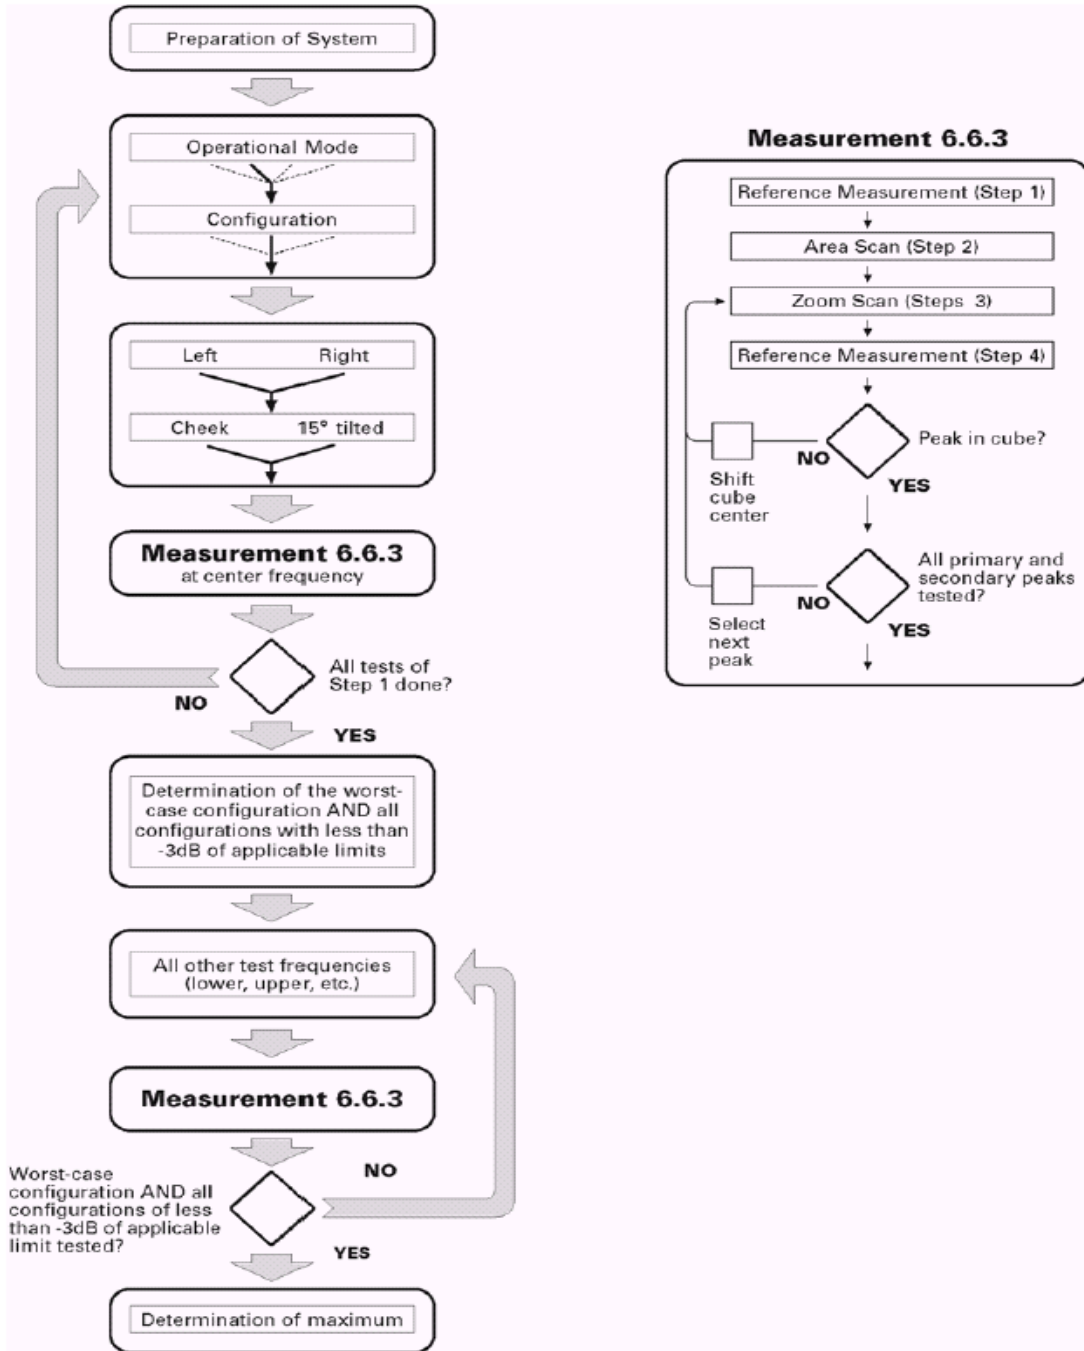 Preparation of System
Operational Mode
Configuration
Left Right
Cheek 15° tilted
Measurement 6.6.3
at center frequency
All tests of
Step 1 done?
NO
YES
Determination of the worst-
case configuration AND all
configurations with less than
-3dB of applicable limits
All other test frequencies
(lower, upper, etc.)
Measurement 6.6.3
Worst-case
configuration AND all
configurations of less
than -3dB of applicable
limit tested?
NO
YES
Determination of maximum
Measurement 6.6.3
Reference Measurement (Step 1)
Area Scan (Step 2)
Zoom Scan (Steps 3)
Reference Measurement (Step 4)
Peak in cube?
NO
Shift
cube
center
YES
All primary and
secondary peaks
tested?
NO
Select
next
peak
YES